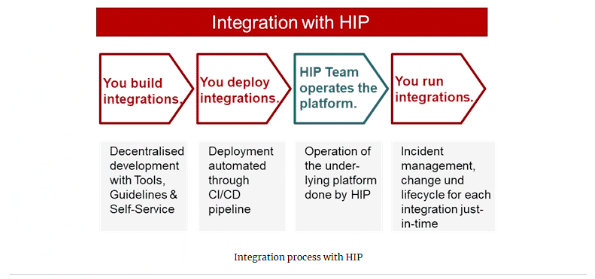 Integration with HIP
You build
integrations.
You deploy
integrations.
HIP Team
operates the
platform.
You run
integrations.
Decentralised
development
with Tools,
Guidelines &
Self-Service
Deployment
automated
through
CI/CD
pipeline
Operation of
the under-
lying platform
done by HIP
Incident
management,
change und
lifecycle for each
integration just-
in-time
Integration process with HIP